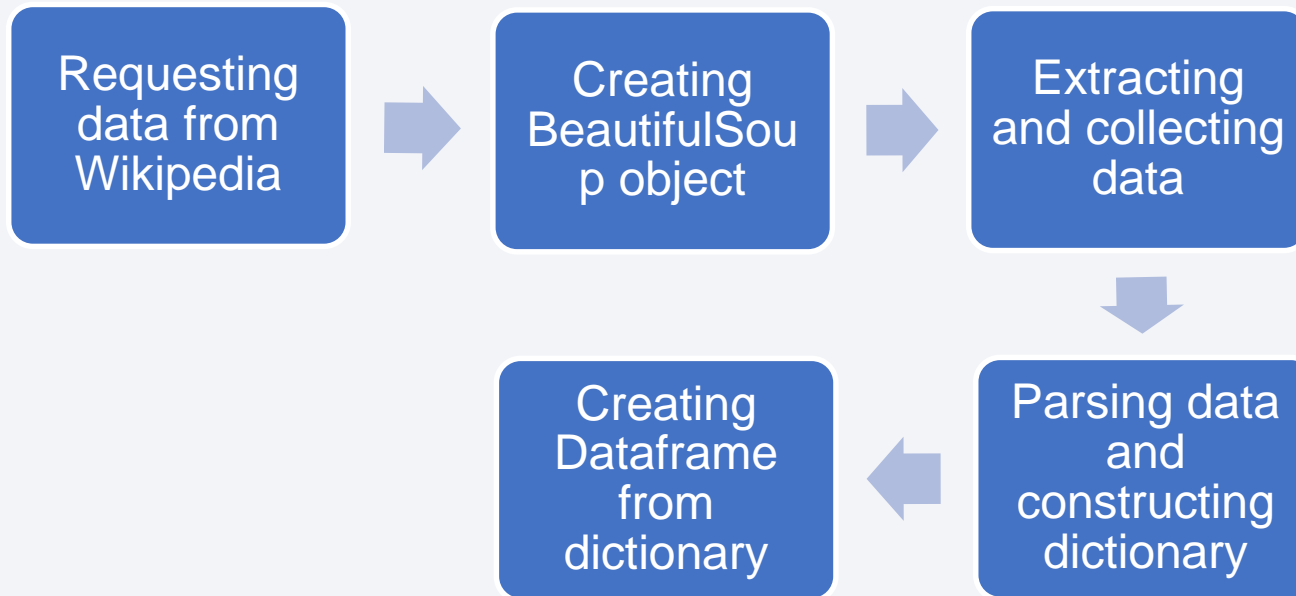 Requesting
data from
Wikipedia
Creating
BeautifulSou
p object
Extracting
and collecting
data
Parsing data
and
constructing
dictionary
Creating
Dataframe
from
dictionary